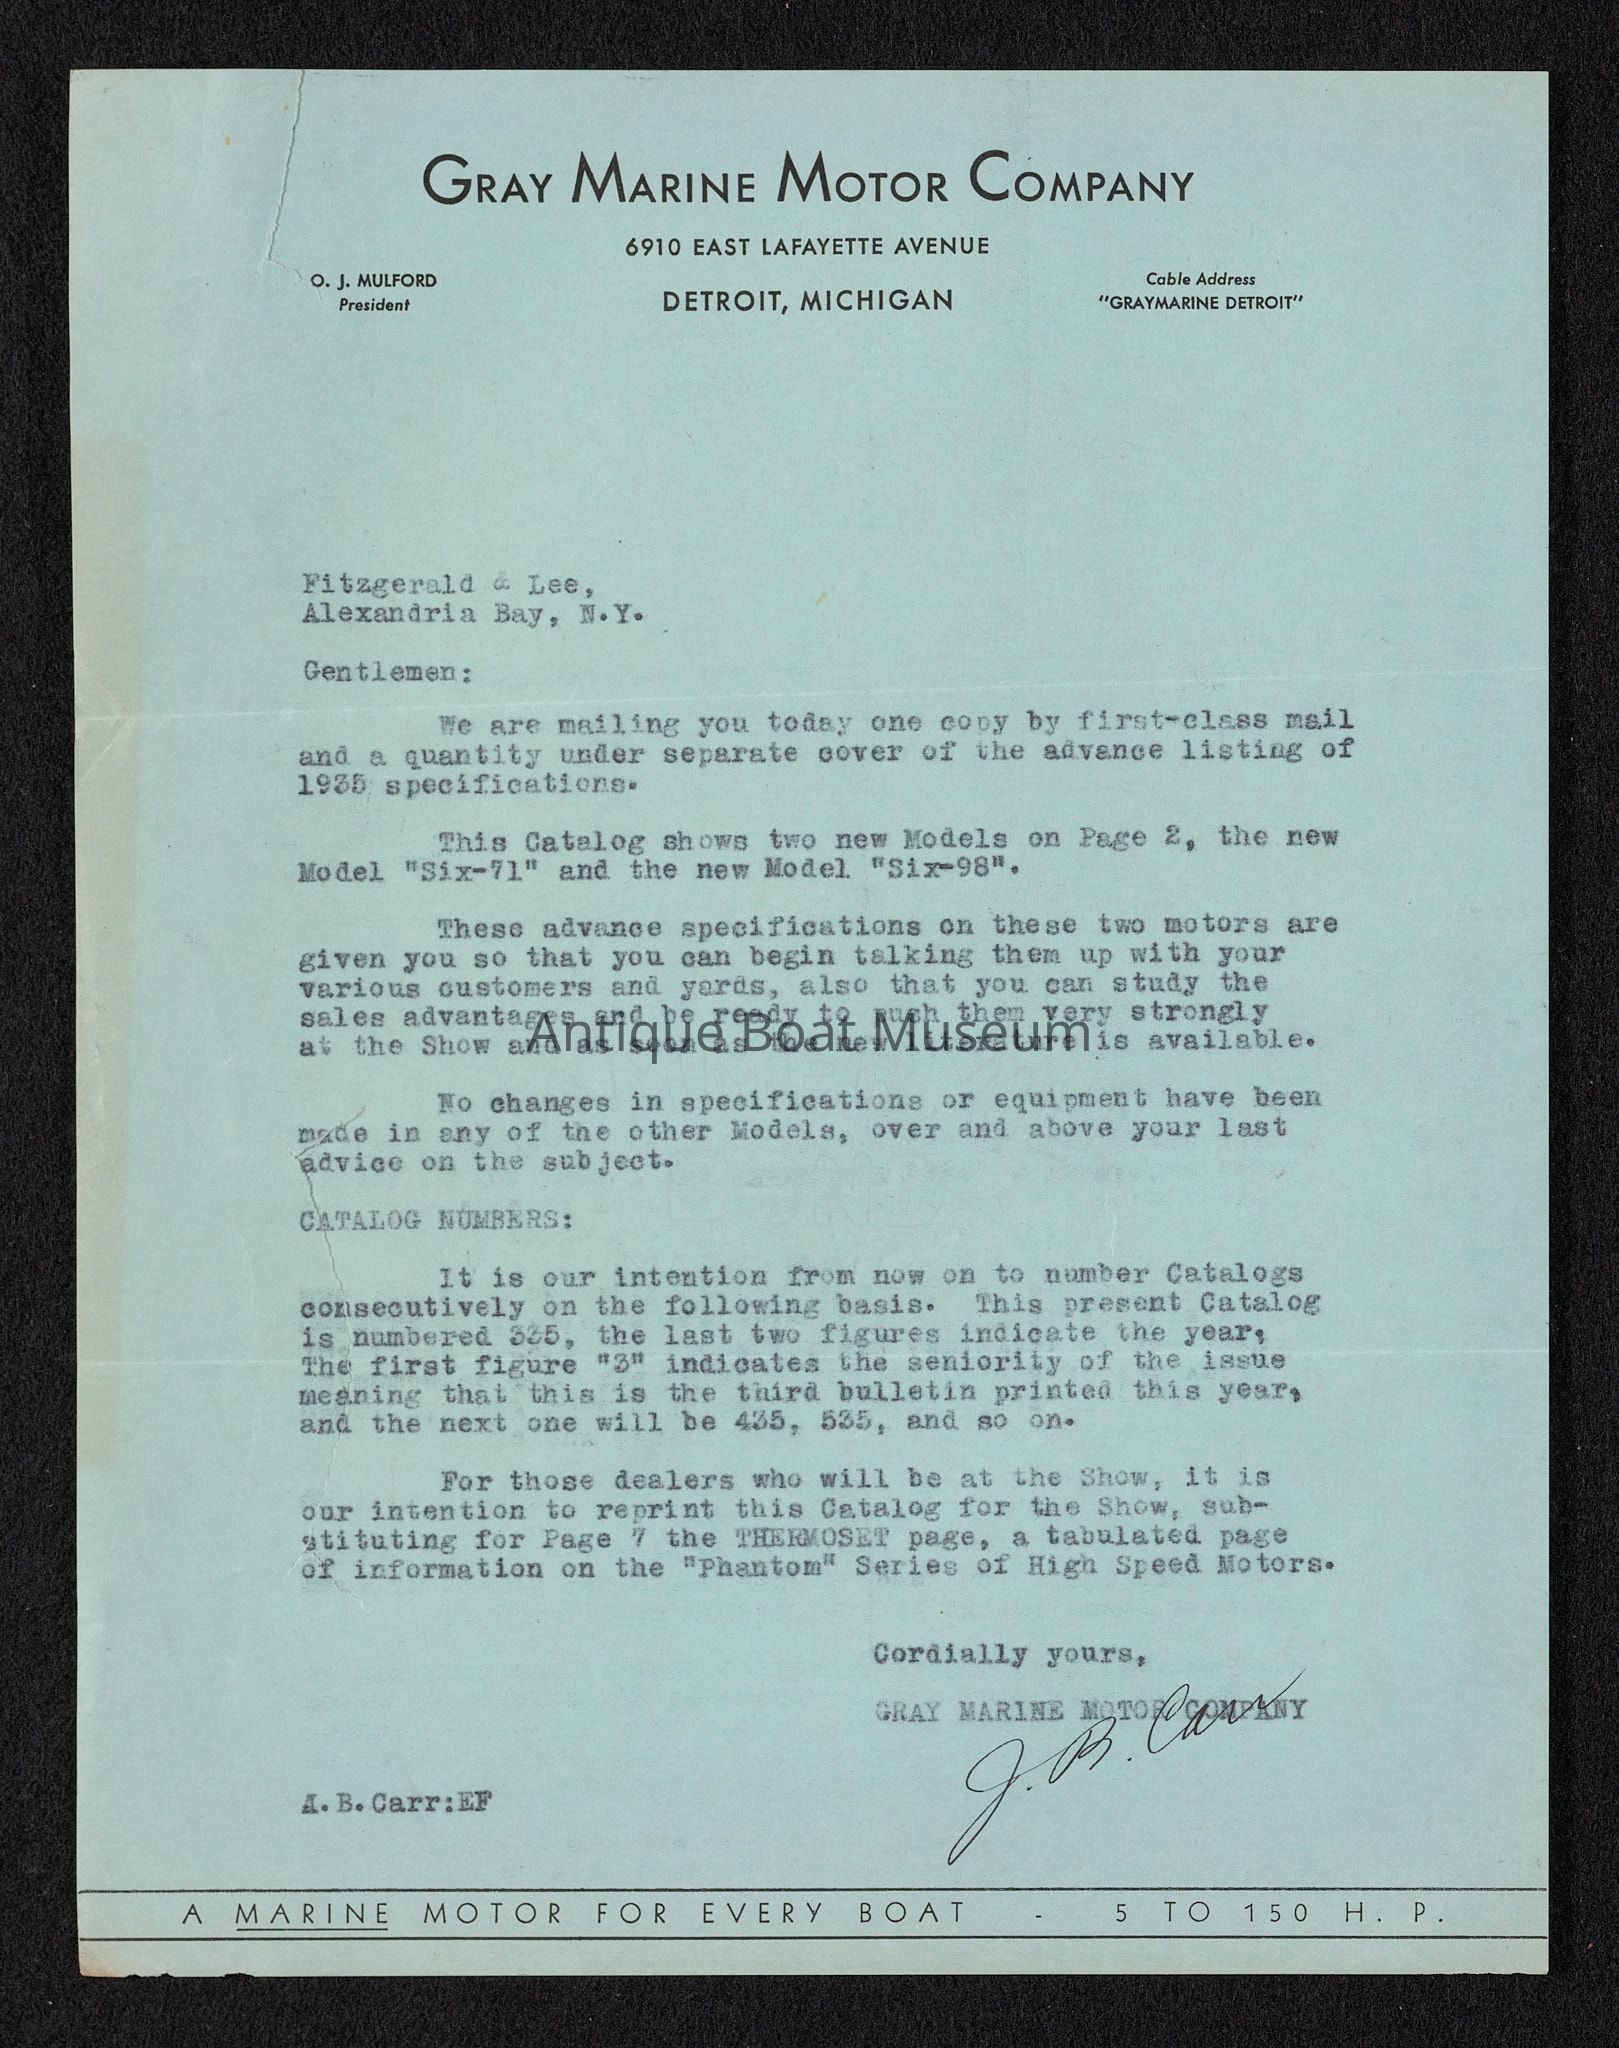 GRAY MARINE MOTOR COMPANY
6910 EAST LAFAYETTE AVENUE
O. J. MULFORD
President
DETROIT, MICHIGAN
Cable Address
"GRAYMARINE DETROIT"
Fitzgerald & Lee,
Alexandria Bay, N.Y.
Gentlemen:
We are mailing you today one copy by first-class mail
and a quantity under separate cover of the advance listing of
1935 specifications.
This Catalog shows two new Models on Page 2, the new
Model "Six-71" and the new Model "Six-98".
These advance specifications on these two motors are
given you so that you can begin talking them up with your
various customers and yards, also that you can study the
sales advantages and be ready to push them very strongly
at the Show and as soon as the new literature is available.
Antique Boat Museum
No changes in specifications or equipment have been
made in any of the other Models, over and above your last
advice on the subject.
CATALOG NUMBERS:
It is our intention from now on to number Catalogs
consecutively on the following basis. This present Catalog
is numbered 335, the last two figures indicate the year,
The first figure "3" indicates the seniority of the issue
meaning that this is the third bulletin printed this year,
and the next one will be 435, 535, and so on.
For those dealers who will be at the Show, it is
our intention to reprint this Catalog for the Show, sub-
stituting for Page 7 the THERMOSET page, a tabulated page
of information on the "Phantom" Series of High Speed Motors.
Cordially yours,
GRAY MARINE MOTOR COMPANY
J. B. Carr
A.B.Carr:EF
A MARINE MOTOR FOR EVERY BOAT - 5 TO 150 H. P.